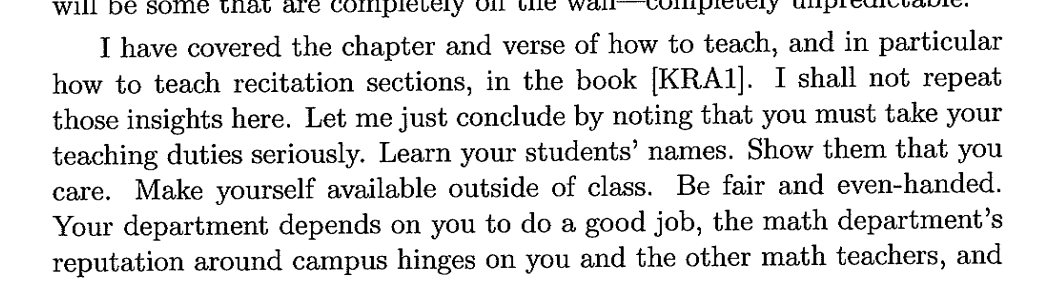 will be some that are completely off the wall—completely unpredictable.
I have covered the chapter and verse of how to teach, and in particular
how to teach recitation sections, in the book [KRA1]. I shall not repeat
those insights here. Let me just conclude by noting that you must take your
teaching duties seriously. Learn your students' names. Show them that you
care. Make yourself available outside of class. Be fair and even-handed.
Your department depends on you to do a good job, the math department's
reputation around campus hinges on you and the other math teachers, and